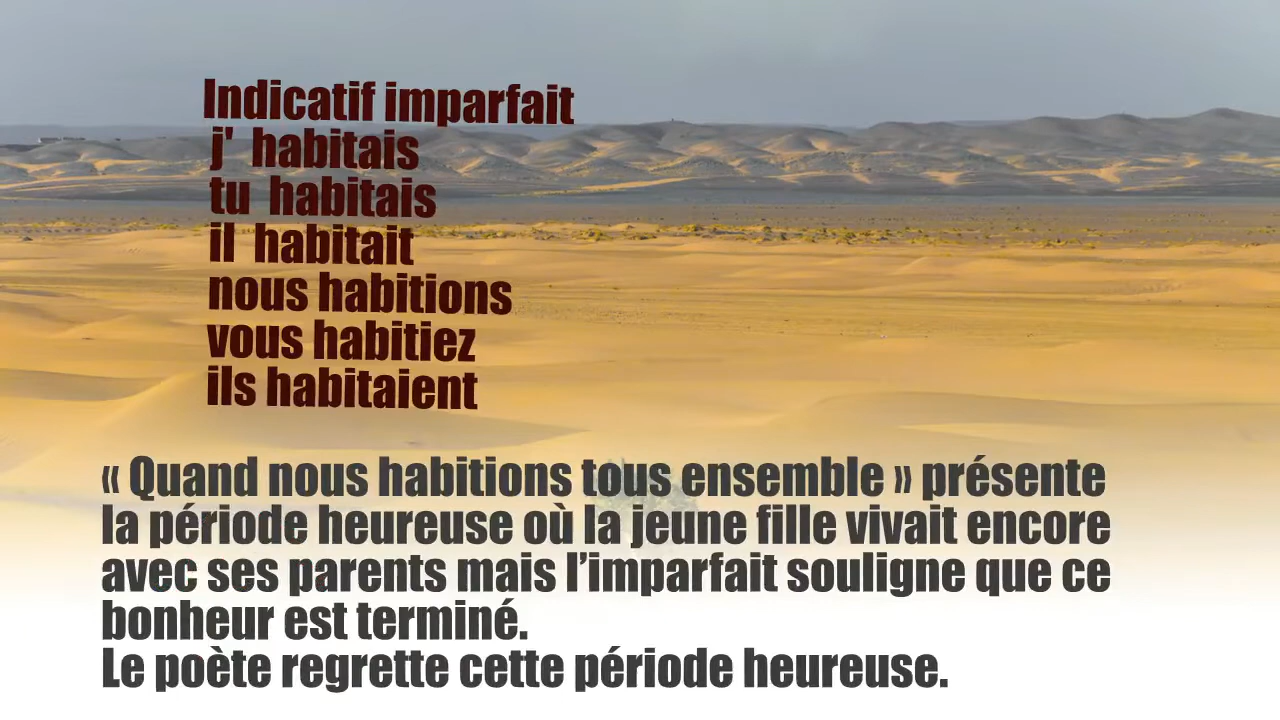 Indicatif imparfait
j' habitais
tu habitais
il habitait
nous habitions
vous habitiez
ils habitaient
« Quand nous habitions tous ensemble » présente
la période heureuse où la jeune fille vivait encore
avec ses parents mais l’imparfait souligne que ce
bonheur est terminé.
Le poète regrette cette période heureuse.